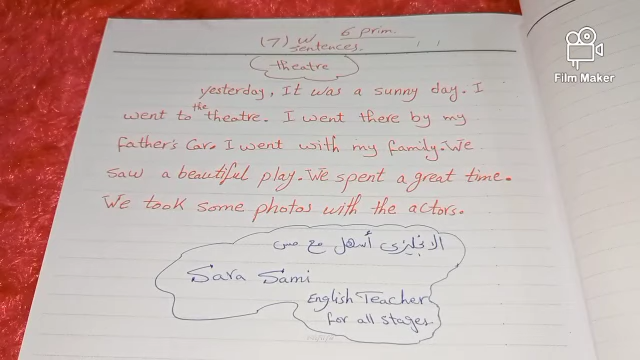 6 prim.
(7) W
sentences.
theatre
yesterday, It was a sunny day. I
went to the theatre. I went there by my
father's Car. I went with my family. We
saw a beautiful play. We spent a great time.
We took some photos with the actors.
الانجليزى أسهل مع مس
Sara Sami
English Teacher
for all stages
Film Maker